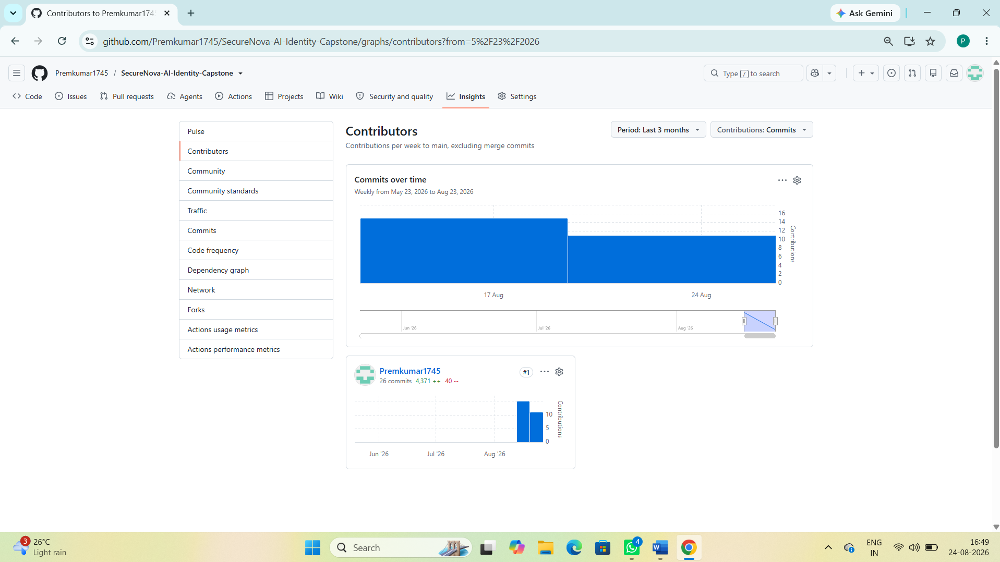 Contributors to Premkumar174
Ask Gemini
github.com/Premkumar1745/SecureNova-AI-Identity-Capstone/graphs/contributors?from=5%2F23%2F2026
P
Premkumar1745 / SecureNova-AI-Identity-Capstone
Type / to search
Code Issues Pull requests Agents Actions Projects Wiki Security and quality Insights Settings
Pulse
Contributors
Community
Community standards
Traffic
Commits
Code frequency
Dependency graph
Network
Forks
Actions usage metrics
Actions performance metrics
Contributors
Contributions per week to main, excluding merge commits
Period: Last 3 months
Contributions: Commits
Commits over time
Weekly from May 23, 2026 to Aug 23, 2026
16
14
12
10
8
6
4
2
0
Contributions
17 Aug 24 Aug
Jun '26 Jul '26 Aug '26
Premkumar1745
#1
26 commits 4,371 ++ 40 --
10
5
0
Contributions
Jun '26 Jul '26 Aug '26
3
26°C
Light rain
Search
4
W
ENG
IN
16:49
24-08-2026